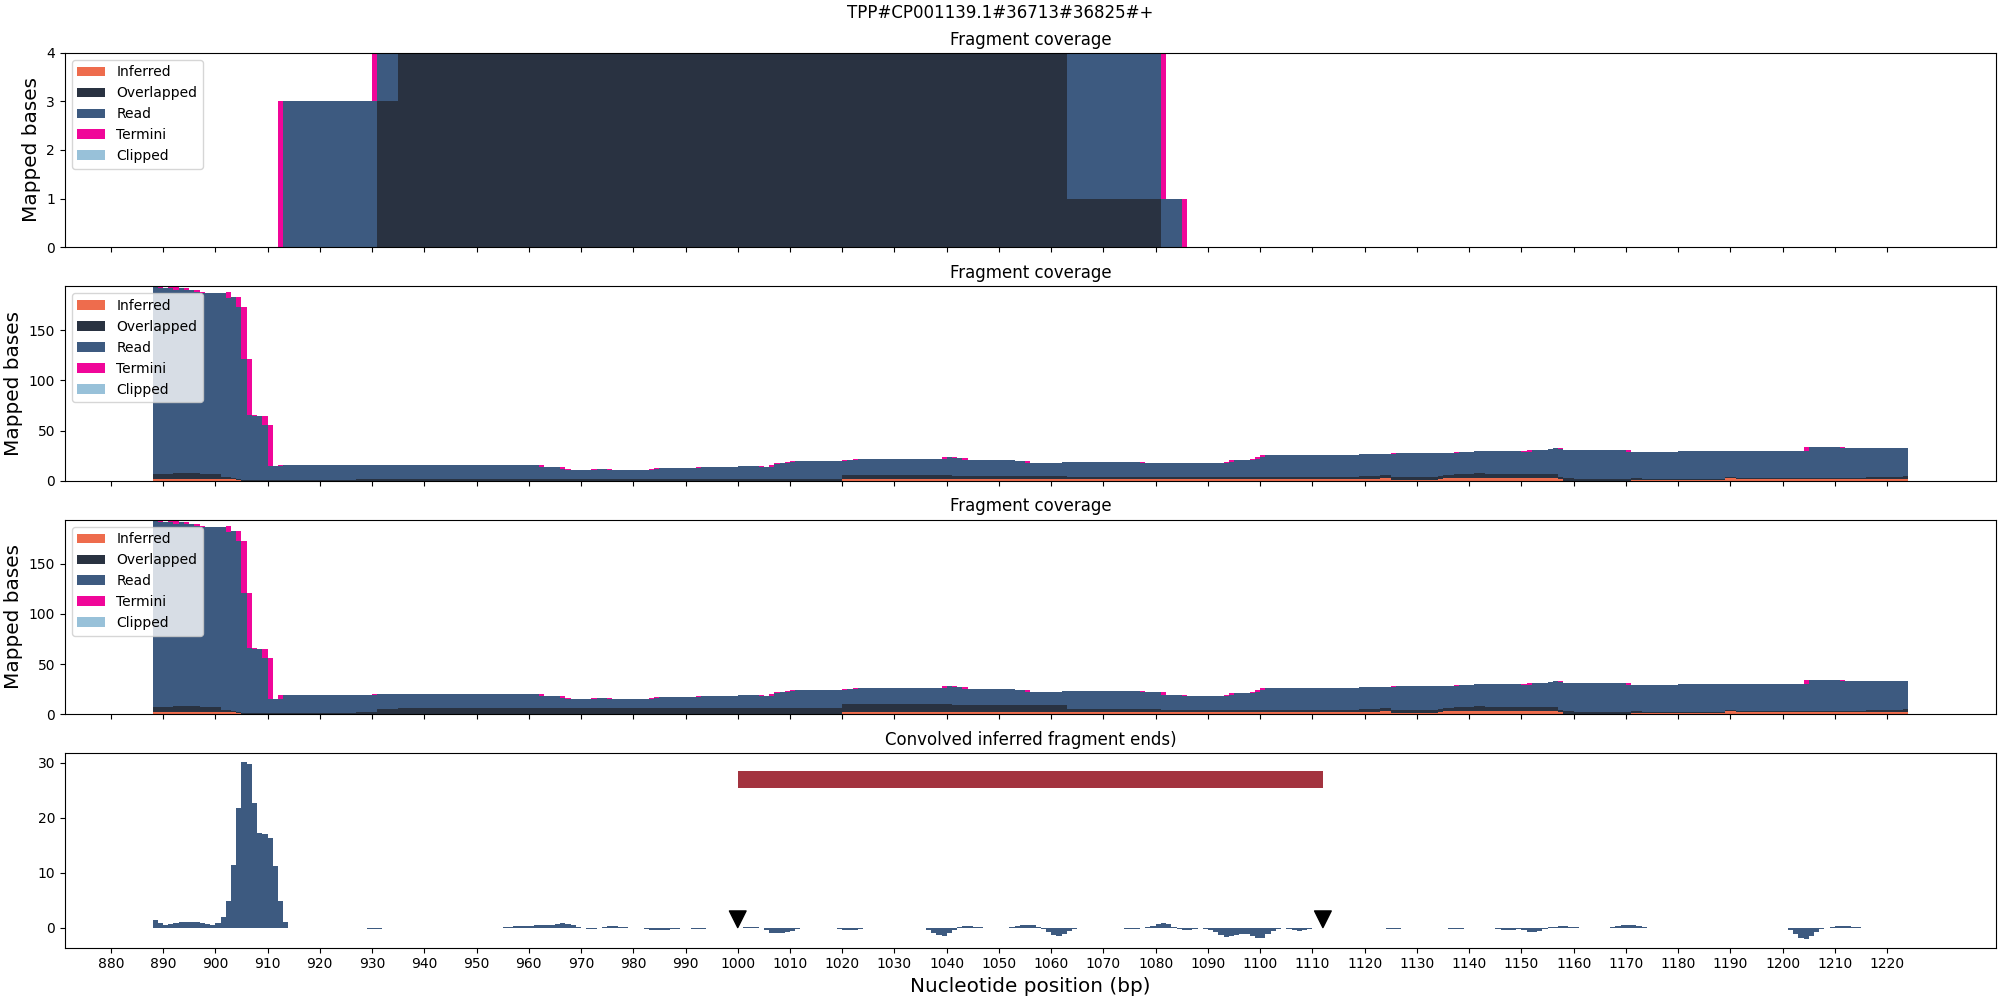 TPP#CP001139.1#36713#36825#+
Fragment coverage
Mapped bases
4
3
2
1
0
Inferred
Overlapped
Read
Termini
Clipped
Fragment coverage
Mapped bases
150
100
50
0
Inferred
Overlapped
Read
Termini
Clipped
Fragment coverage
Mapped bases
150
100
50
0
Inferred
Overlapped
Read
Termini
Clipped
Convolved inferred fragment ends)
30
20
10
0
880 890 900 910 920 930 940 950 960 970 980 990 1000 1010 1020 1030 1040 1050 1060 1070 1080 1090 1100 1110 1120 1130 1140 1150 1160 1170 1180 1190 1200 1210 1220
Nucleotide position (bp)